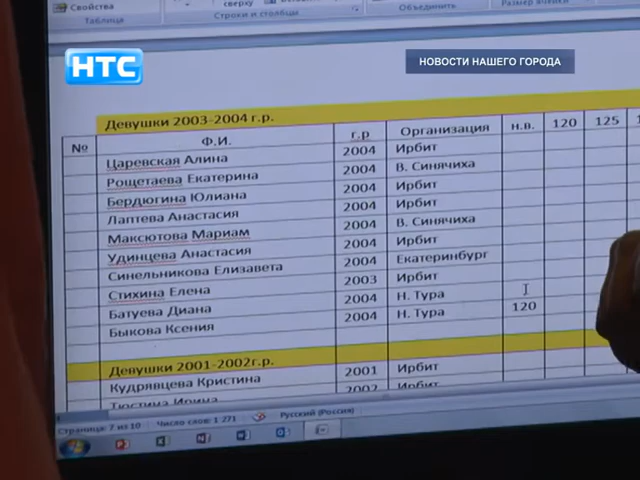 Свойства
сверху
Объединить
Размер ячейки
Таблица
Строки и столбцы
НТС
НОВОСТИ НАШЕГО ГОРОДА
Девушки 2003-2004 г.р.
№ Ф.И. г.р Организация н.в. 120 125
Царевская Алина 2004 Ирбит
Рощетаева Екатерина 2004 В. Синячиха
Бердюгина Юлиана 2004 Ирбит
Лаптева Анастасия 2004 Ирбит
Максютова Мариам 2004 В. Синячиха
Удинцева Анастасия 2004 Ирбит
Синельникова Елизавета 2004 Екатеринбург
Стихина Елена 2003 Ирбит
Батуева Диана 2004 Н. Тура
Быкова Ксения 2004 Н. Тура 120
Девушки 2001-2002г.р.
Кудрявцева Кристина 2001 Ирбит
Тюстина Ирина 2002 Ирбит
Страница: 7 из 10 Число слов: 1 271 Русский (Россия)